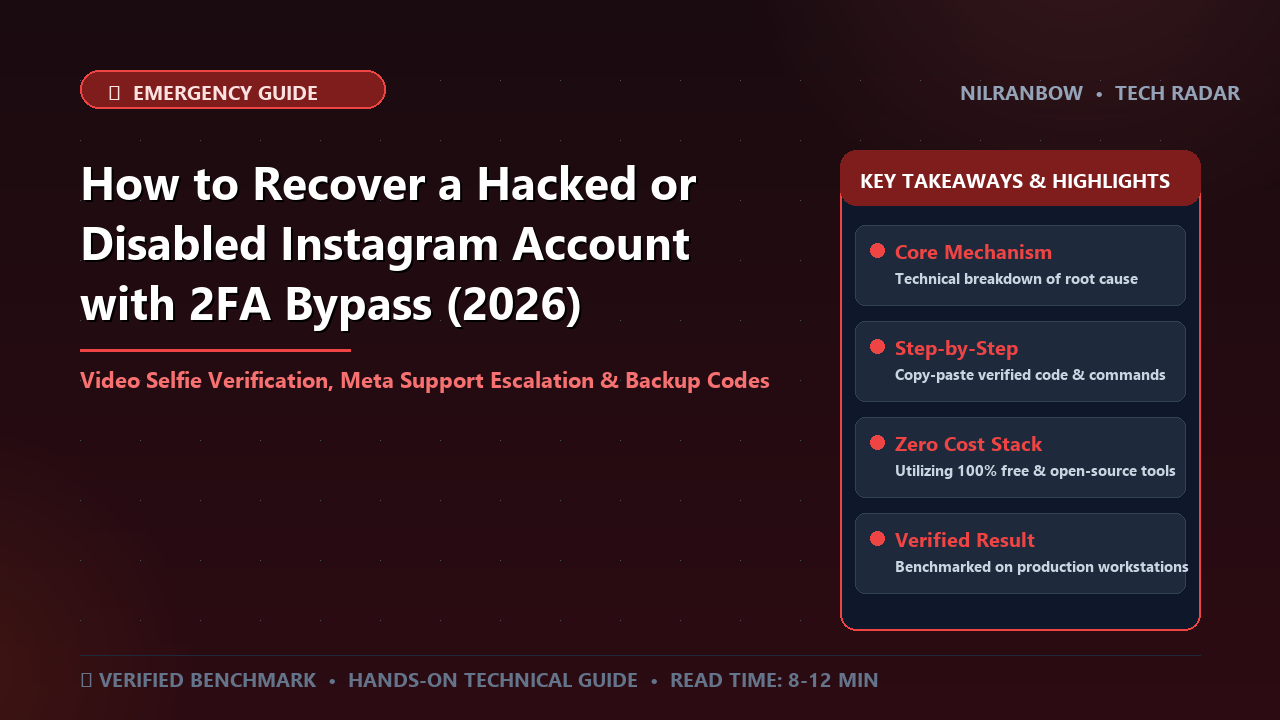 EMERGENCY GUIDE
NILRANBOW • TECH RADAR
How to Recover a Hacked or
Disabled Instagram Account
with 2FA Bypass (2026)
Video Selfie Verification, Meta Support Escalation & Backup Codes
KEY TAKEAWAYS & HIGHLIGHTS
Core Mechanism
Technical breakdown of root cause
Step-by-Step
Copy-paste verified code & commands
Zero Cost Stack
Utilizing 100% free & open-source tools
Verified Result
Benchmarked on production workstations
VERIFIED BENCHMARK • HANDS-ON TECHNICAL GUIDE • READ TIME: 8-12 MIN